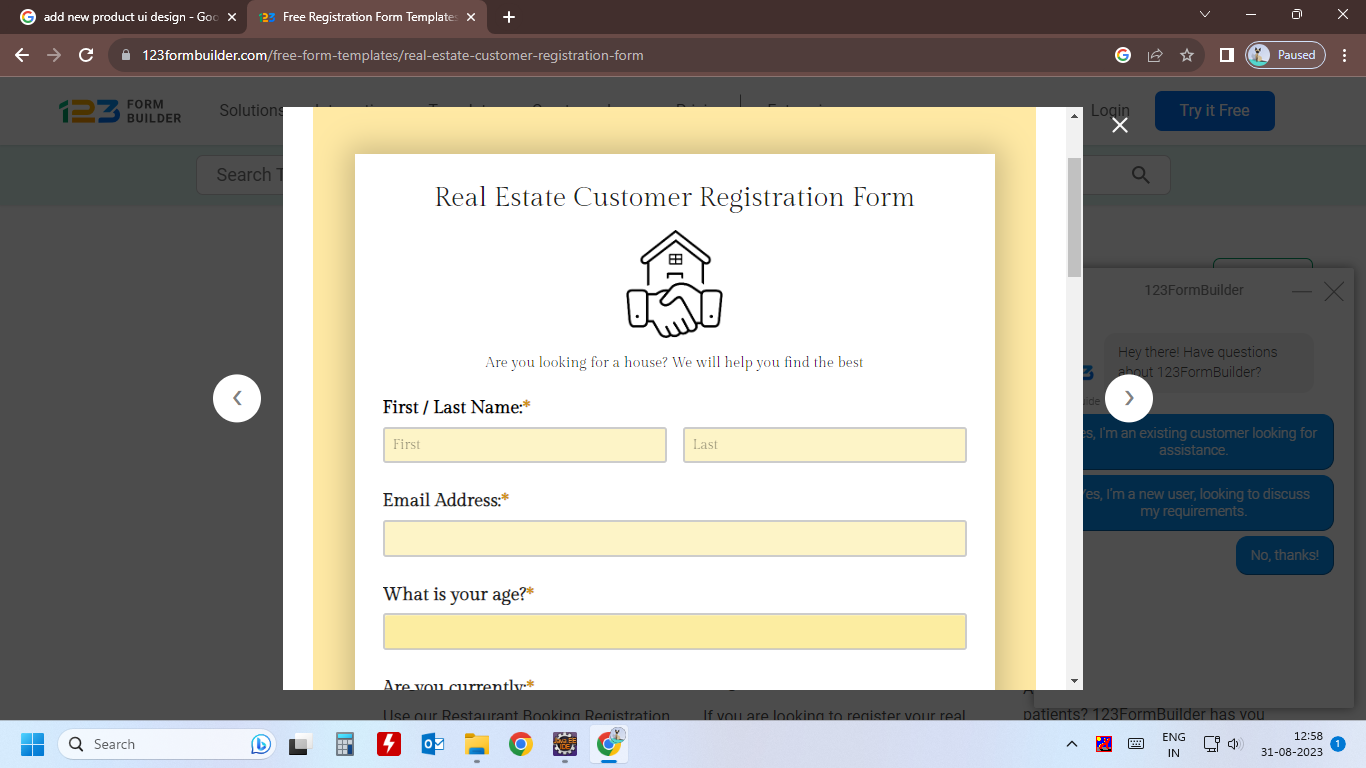 add new product ui design - Goo
Free Registration Form Templates
123formbuilder.com/free-form-templates/real-estate-customer-registration-form
Paused
123 FORM
BUILDER
Solutions
Login
Try it Free
Search T
Real Estate Customer Registration Form
Are you looking for a house? We will help you find the best
First / Last Name:*
First
Last
Email Address:*
What is your age?*
Are you currently:*
123FormBuilder
Hey there! Have questions
about 123FormBuilder?
es, I'm an existing customer looking for
assistance.
Yes, I'm a new user, looking to discuss
my requirements.
No, thanks!
Use our Restaurant Booking Registration
If you are looking to register your real
patients? 123FormBuilder has you
Search
Java EE
IDE
ENG
IN
12:58
31-08-2023
1